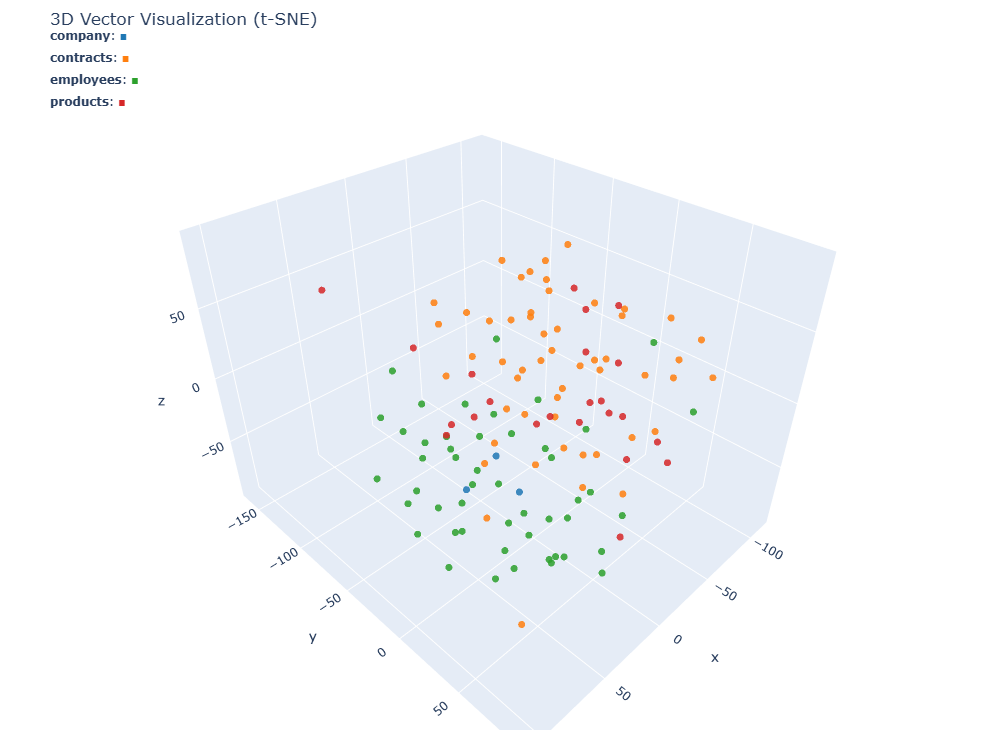 3D Vector Visualization (t-SNE)
company: ▪
contracts: ▪
employees: ▪
products: ▪
50
0
−50
z
−150
−100
−50
0
50
y
−100
−50
0
50
x